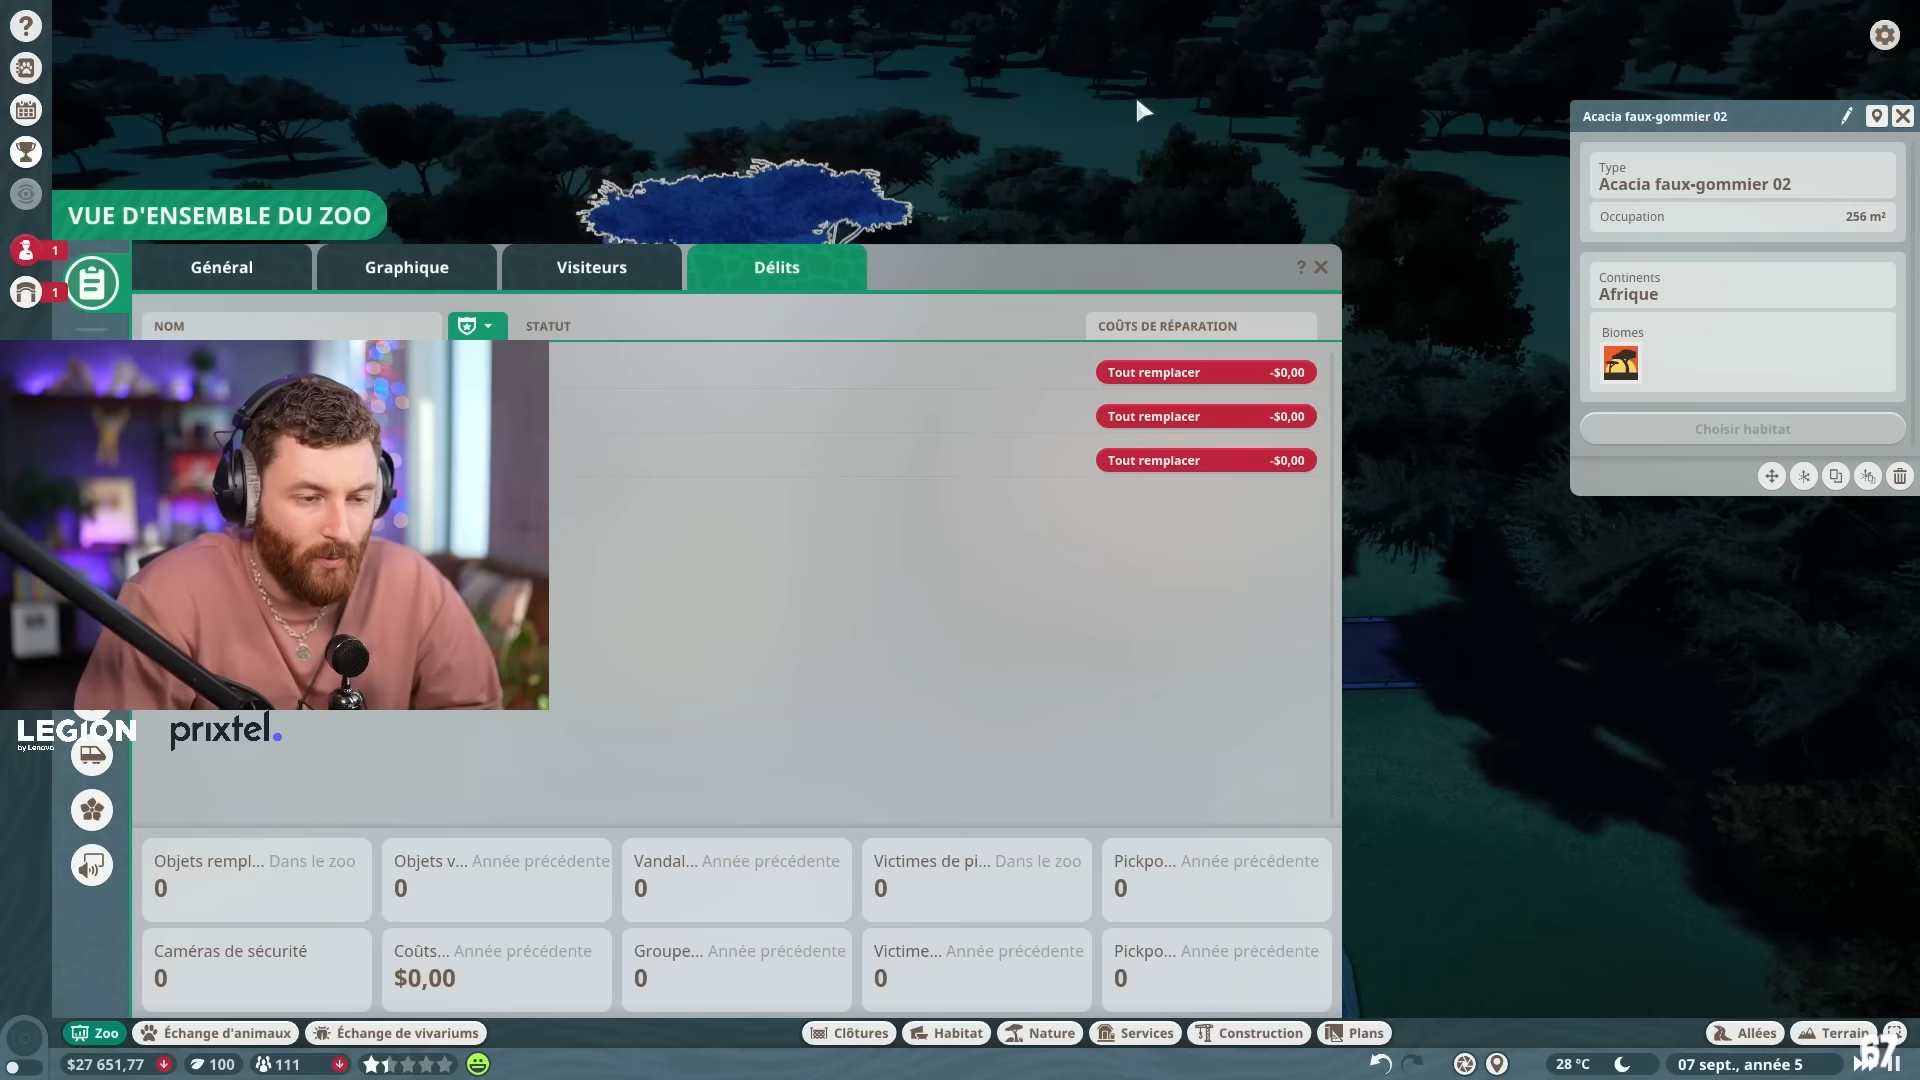 Acacia faux-gommier 02
Type
Acacia faux-gommier 02
Occupation 256 m²
Continents
Afrique
Biomes
Choisir habitat
VUE D'ENSEMBLE DU ZOO
1
1
Général Graphique Visiteurs Délits
? 
NOM STATUT COÛTS DE RÉPARATION
Tout remplacer -$0,00
Tout remplacer -$0,00
Tout remplacer -$0,00
LEGION
by Lenovo
prixtel.
Objets rempl... Dans le zoo
0
Objets v... Année précédente
0
Vandal... Année précédente
0
Victimes de pi... Dans le zoo
0
Pickpo... Année précédente
0
Caméras de sécurité
0
Coûts... Année précédente
$0,00
Groupe... Année précédente
0
Victime... Année précédente
0
Pickpo... Année précédente
0
Zoo Échange d'animaux Échange de vivariums Clôtures Habitat Nature Services Construction Plans Allées Terrain
$27 651,77 100 111 28 °C 07 sept., année 5
67